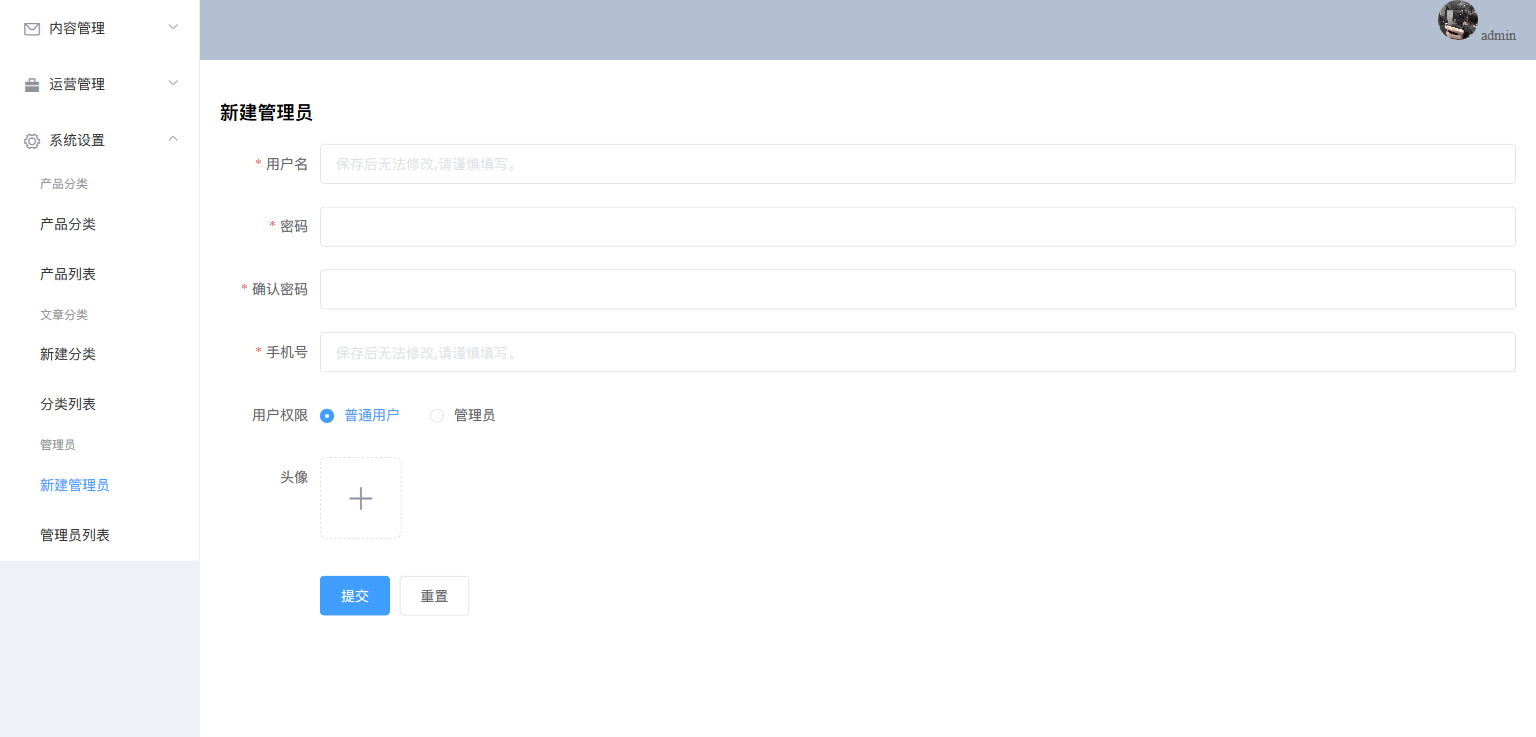 内容管理
运营管理
系统设置
产品分类
产品分类
产品列表
文章分类
新建分类
分类列表
管理员
新建管理员
管理员列表
admin
新建管理员
* 用户名 保存后无法修改,请谨慎填写。
* 密码
* 确认密码
* 手机号 保存后无法修改,请谨慎填写。
用户权限 普通用户 管理员
头像
提交 重置